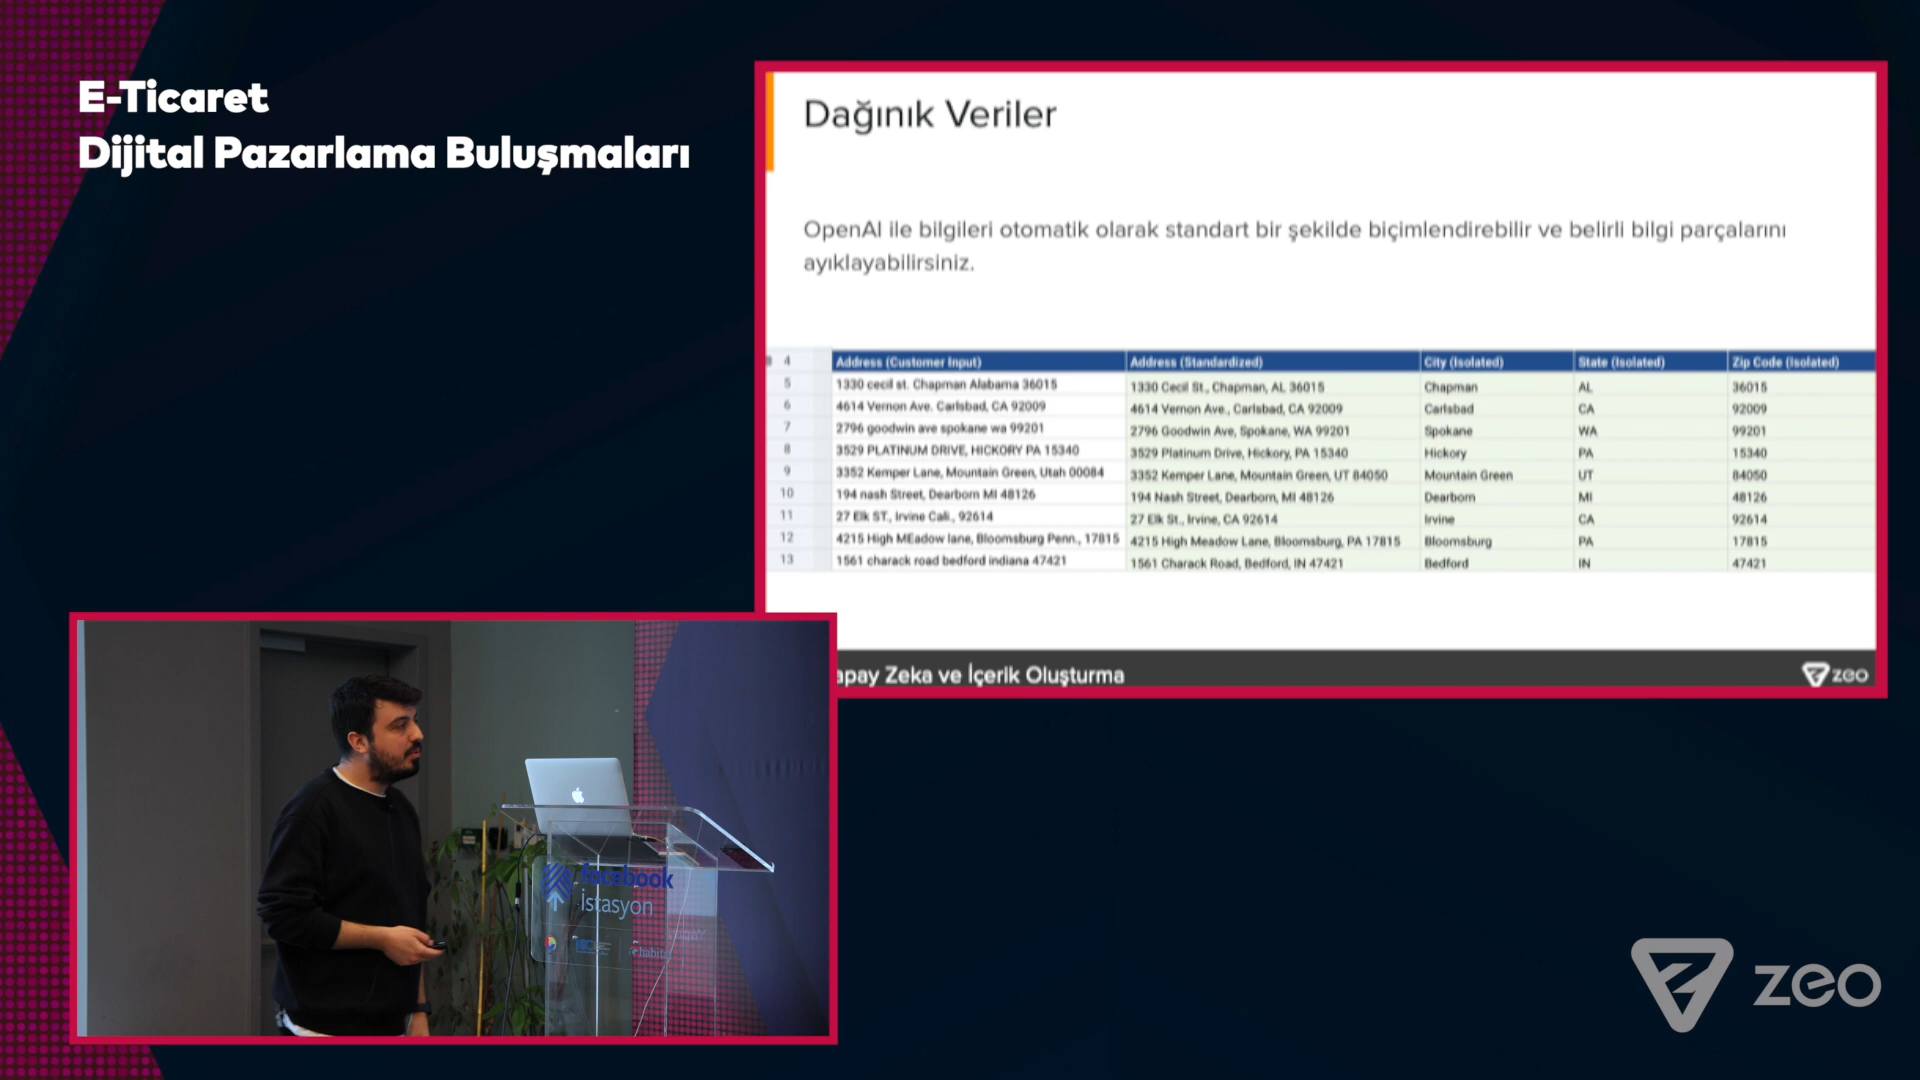 E-Ticaret
Dijital Pazarlama Buluşmaları
Dağınık Veriler
OpenAI ile bilgileri otomatik olarak standart bir şekilde biçimlendirebilir ve belirli bilgi parçalarını
ayıklayabilirsiniz.
4 Address (Customer Input) Address (Standardized) City (Isolated) State (Isolated) Zip Code (Isolated)
5 1330 cecil st. Chapman Alabama 36015 1330 Cecil St., Chapman, AL 36015 Chapman AL 36015
6 4614 Vernon Ave. Carlsbad, CA 92009 4614 Vernon Ave., Carlsbad, CA 92009 Carlsbad CA 92009
7 2796 goodwin ave spokane wa 99201 2796 Goodwin Ave, Spokane, WA 99201 Spokane WA 99201
8 3529 PLATINUM DRIVE, HICKORY PA 15340 3529 Platinum Drive, Hickory, PA 15340 Hickory PA 15340
9 3352 Kemper Lane, Mountain Green, Utah 00084 3352 Kemper Lane, Mountain Green, UT 84050 Mountain Green UT 84050
10 194 nash Street, Dearborn MI 48126 194 Nash Street, Dearborn, MI 48126 Dearborn MI 48126
11 27 Elk ST., Irvine Cali., 92614 27 Elk St., Irvine, CA 92614 Irvine CA 92614
12 4215 High MEadow lane, Bloomsburg Penn., 17815 4215 High Meadow Lane, Bloomsburg, PA 17815 Bloomsburg PA 17815
13 1561 charack road bedford indiana 47421 1561 Charack Road, Bedford, IN 47421 Bedford IN 47421
apay Zeka ve İçerik Oluşturma
zeo
facebook
istasyon
habitat
zeo